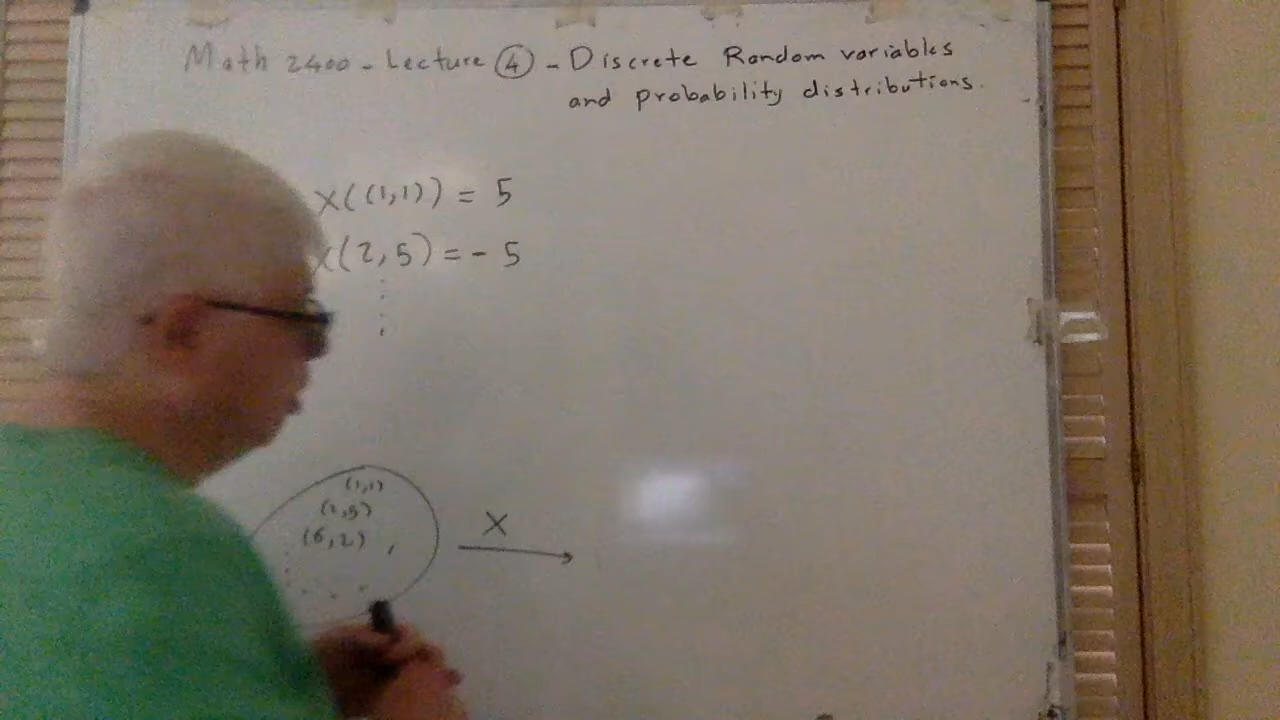 Math 2400 - Lecture ④ - Discrete Random variables
and probability distributions.
X((1,1)) = 5
X(2,5) = - 5
(1,1)
(2,5)
(6,2) ,
X